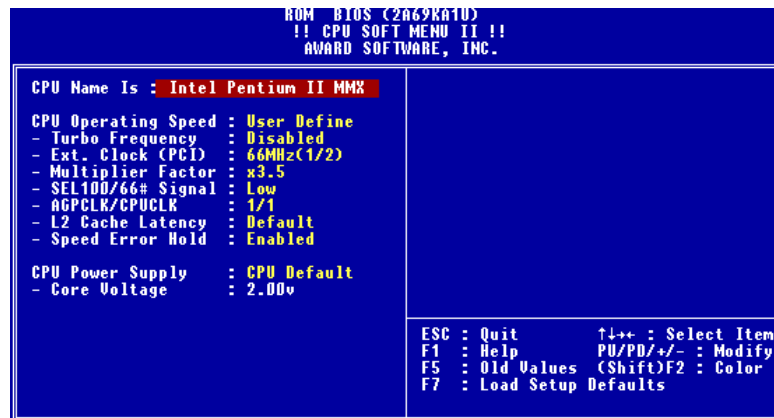 ROM BIOS (2A69KA1U)
!! CPU SOFT MENU II !!
AWARD SOFTWARE, INC.
CPU Name Is : Intel Pentium II MMX
CPU Operating Speed : User Define
- Turbo Frequency : Disabled
- Ext. Clock (PCI) : 66MHz(1/2)
- Multiplier Factor : x3.5
- SEL100/66# Signal : Low
- AGPCLK/CPUCLK : 1/1
- L2 Cache Latency : Default
- Speed Error Hold : Enabled
CPU Power Supply : CPU Default
- Core Voltage : 2.00v
ESC : Quit ↑↓→← : Select Item
F1 : Help PU/PD/+/- : Modify
F5 : Old Values (Shift)F2 : Color
F7 : Load Setup Defaults